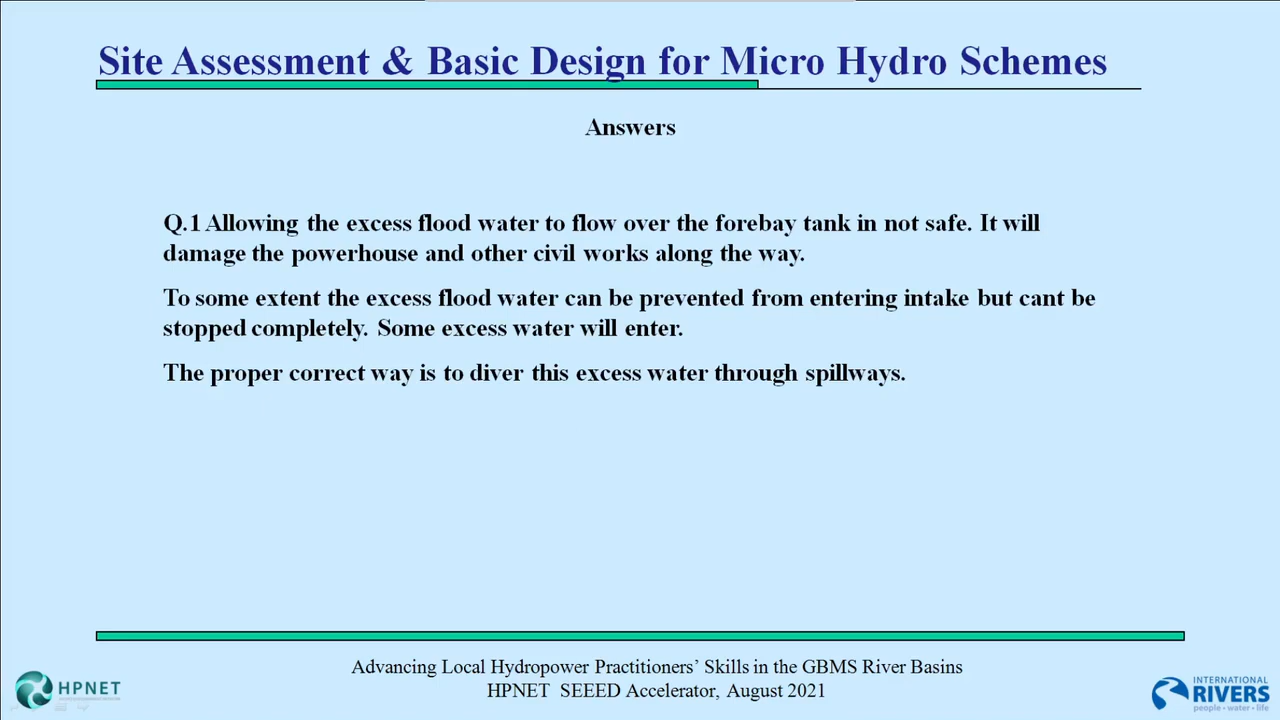 Site Assessment & Basic Design for Micro Hydro Schemes
Answers
Q.1 Allowing the excess flood water to flow over the forebay tank in not safe. It will
damage the powerhouse and other civil works along the way.
To some extent the excess flood water can be prevented from entering intake but cant be
stopped completely. Some excess water will enter.
The proper correct way is to diver this excess water through spillways.
Advancing Local Hydropower Practitioners’ Skills in the GBMS River Basins
HPNET SEEED Accelerator, August 2021
HPNET
INTERNATIONAL
RIVERS
people • water • life